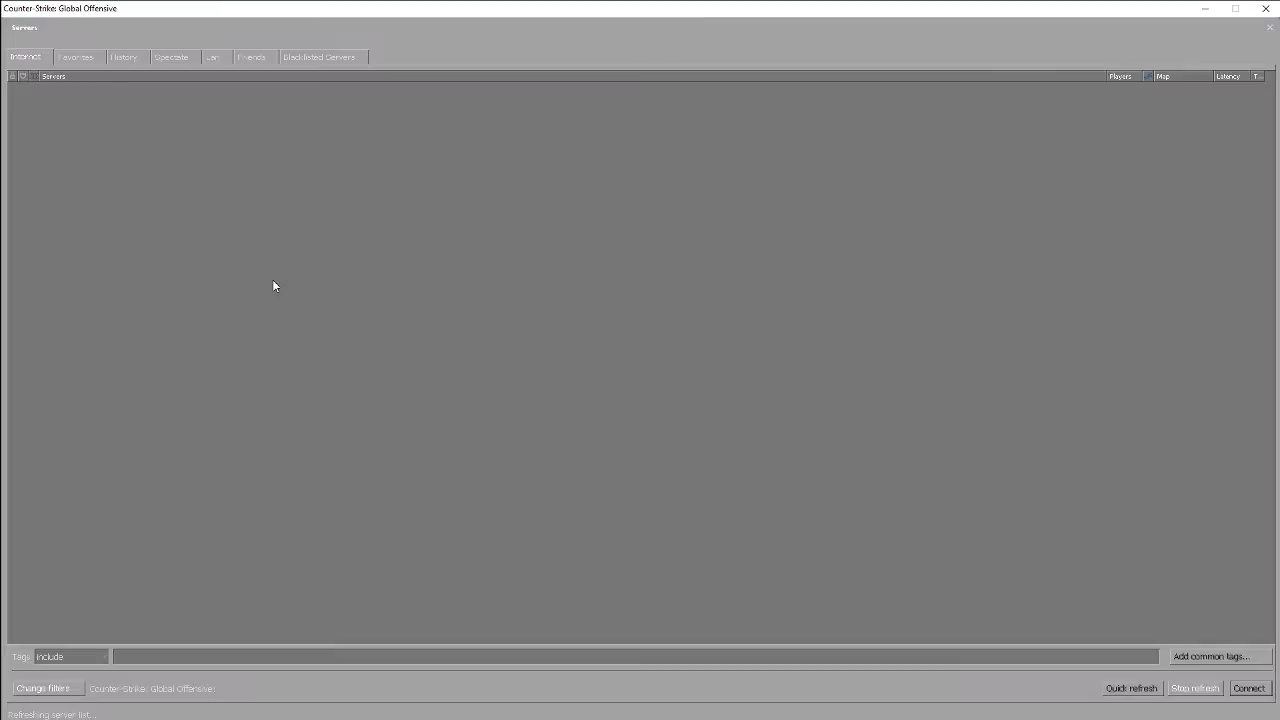 Counter-Strike: Global Offensive
Servers
Internet Favorites History Spectate Lan Friends Blacklisted Servers
Servers Players Map Latency T...
Tags Include Add common tags...
Change filters... Counter-Strike: Global Offensive; Quick refresh Stop refresh Connect
Refreshing server list...